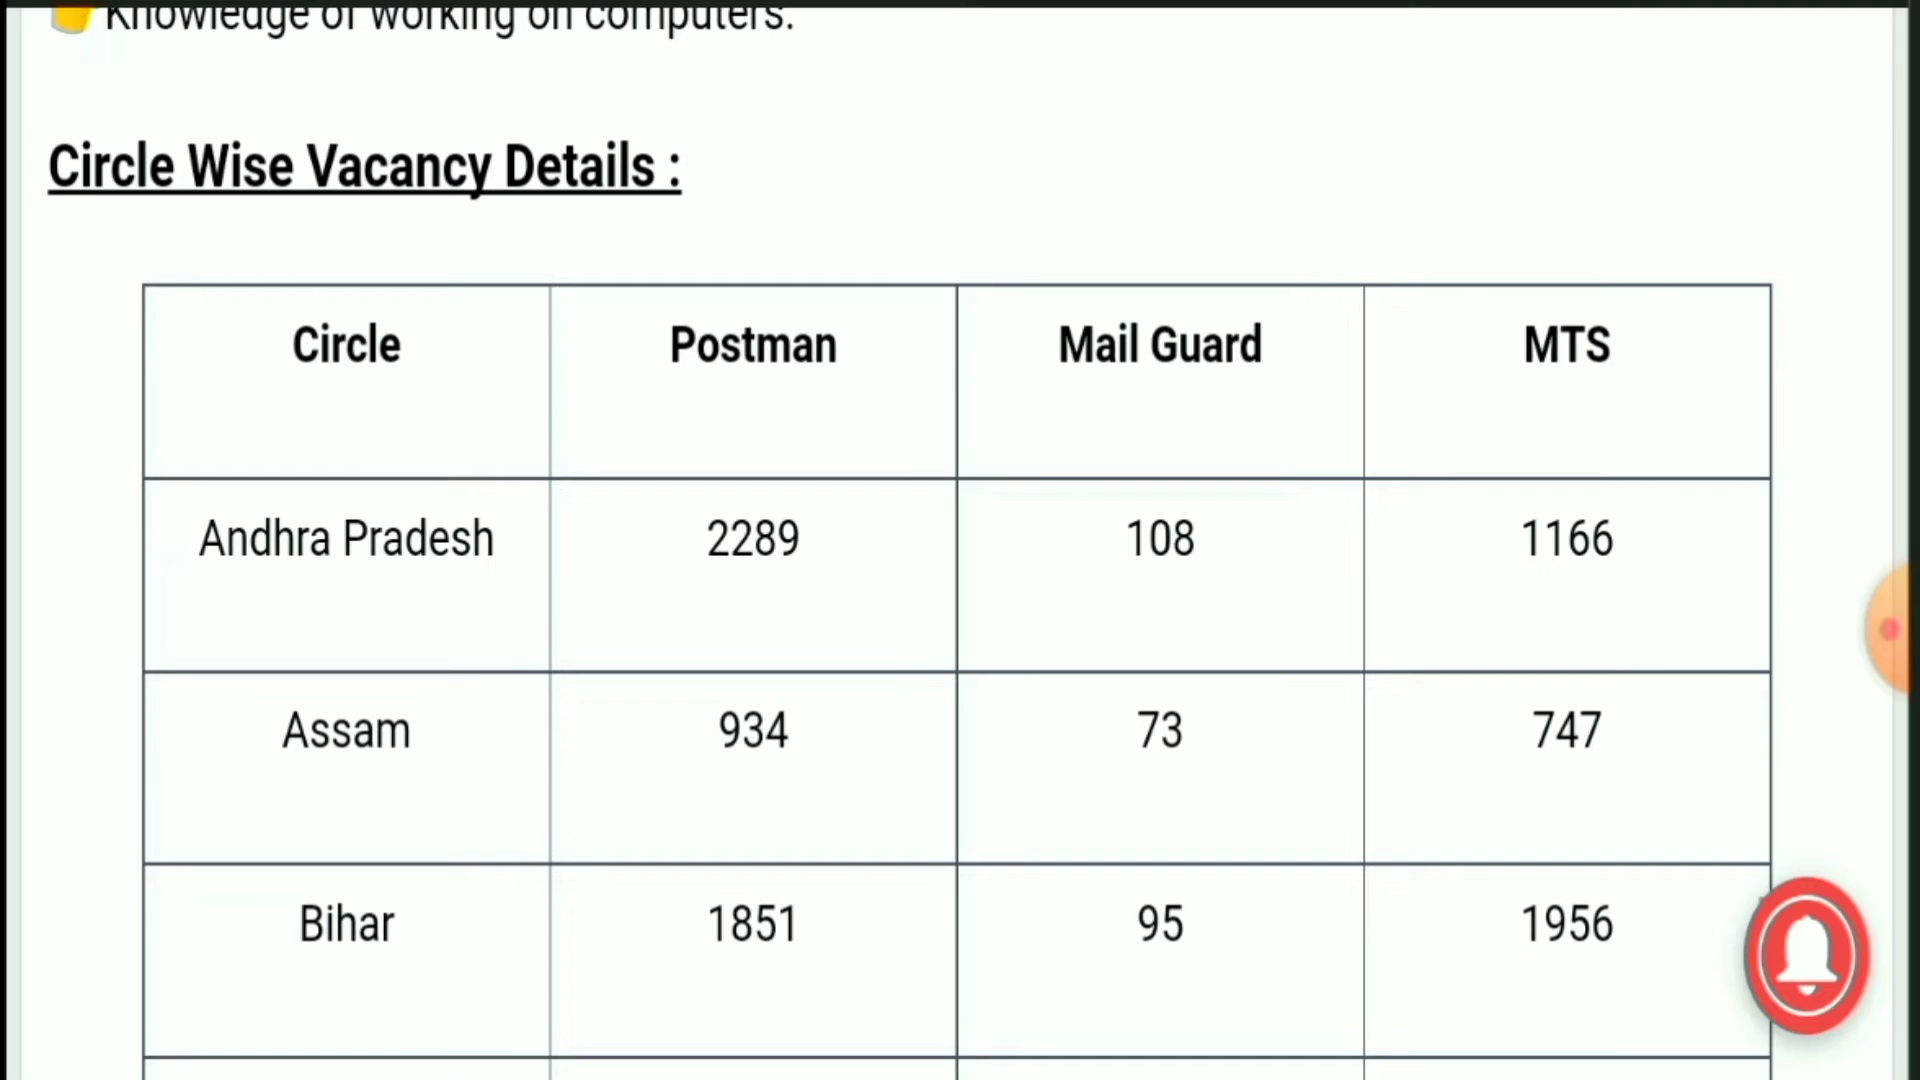 Knowledge of working on computers.
Circle Wise Vacancy Details :
Circle Postman Mail Guard MTS
Andhra Pradesh 2289 108 1166
Assam 934 73 747
Bihar 1851 95 1956